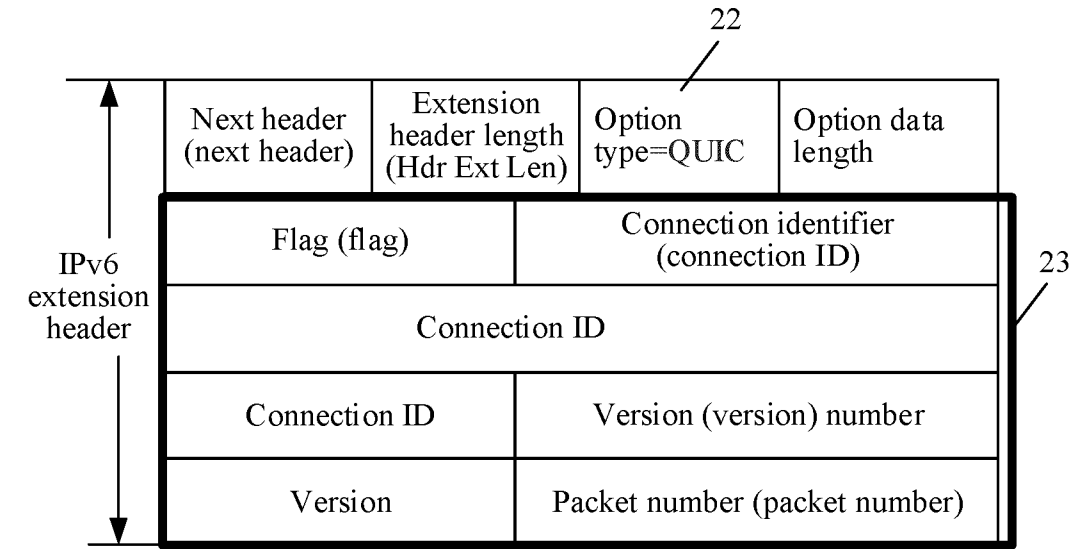 22
Next header
(next header)
Extension
header length
(Hdr Ext Len)
Option
type=QUIC
Option data
length
Flag (flag)
Connection identifier
(connection ID)
IPv6
extension
header
23
Connection ID
Connection ID
Version (version) number
Version
Packet number (packet number)